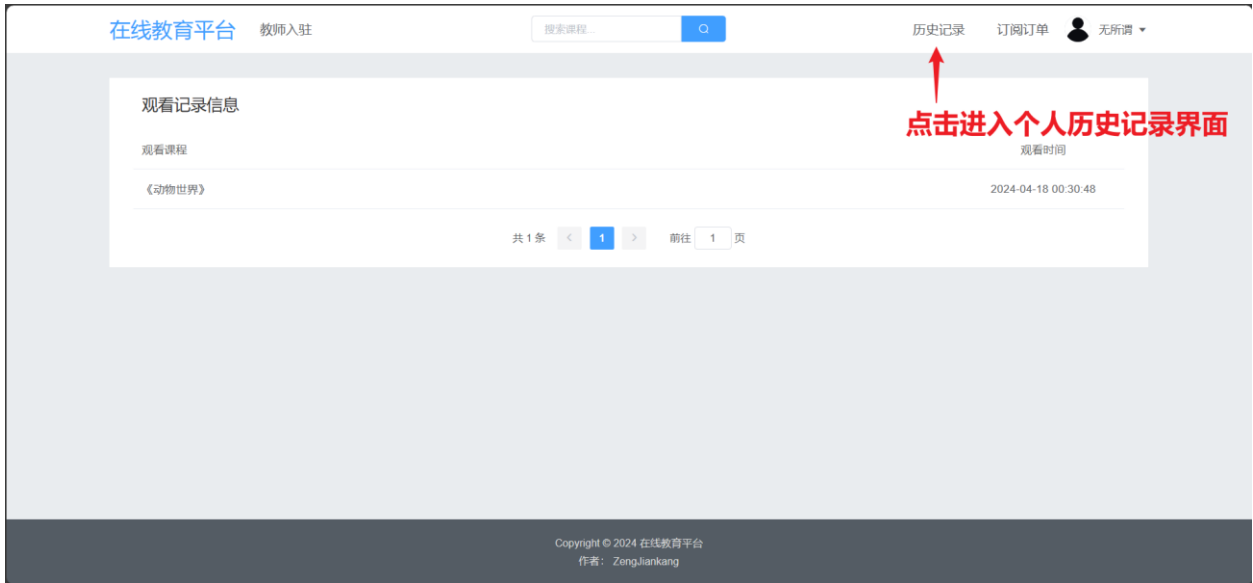 在线教育平台 教师入驻 搜索课程... 历史记录 订阅订单 无所谓
点击进入个人历史记录界面
观看记录信息
观看课程 观看时间
《动物世界》 2024-04-18 00:30:48
共 1 条 < 1 > 前往 1 页
Copyright © 2024 在线教育平台
作者： ZengJiankang